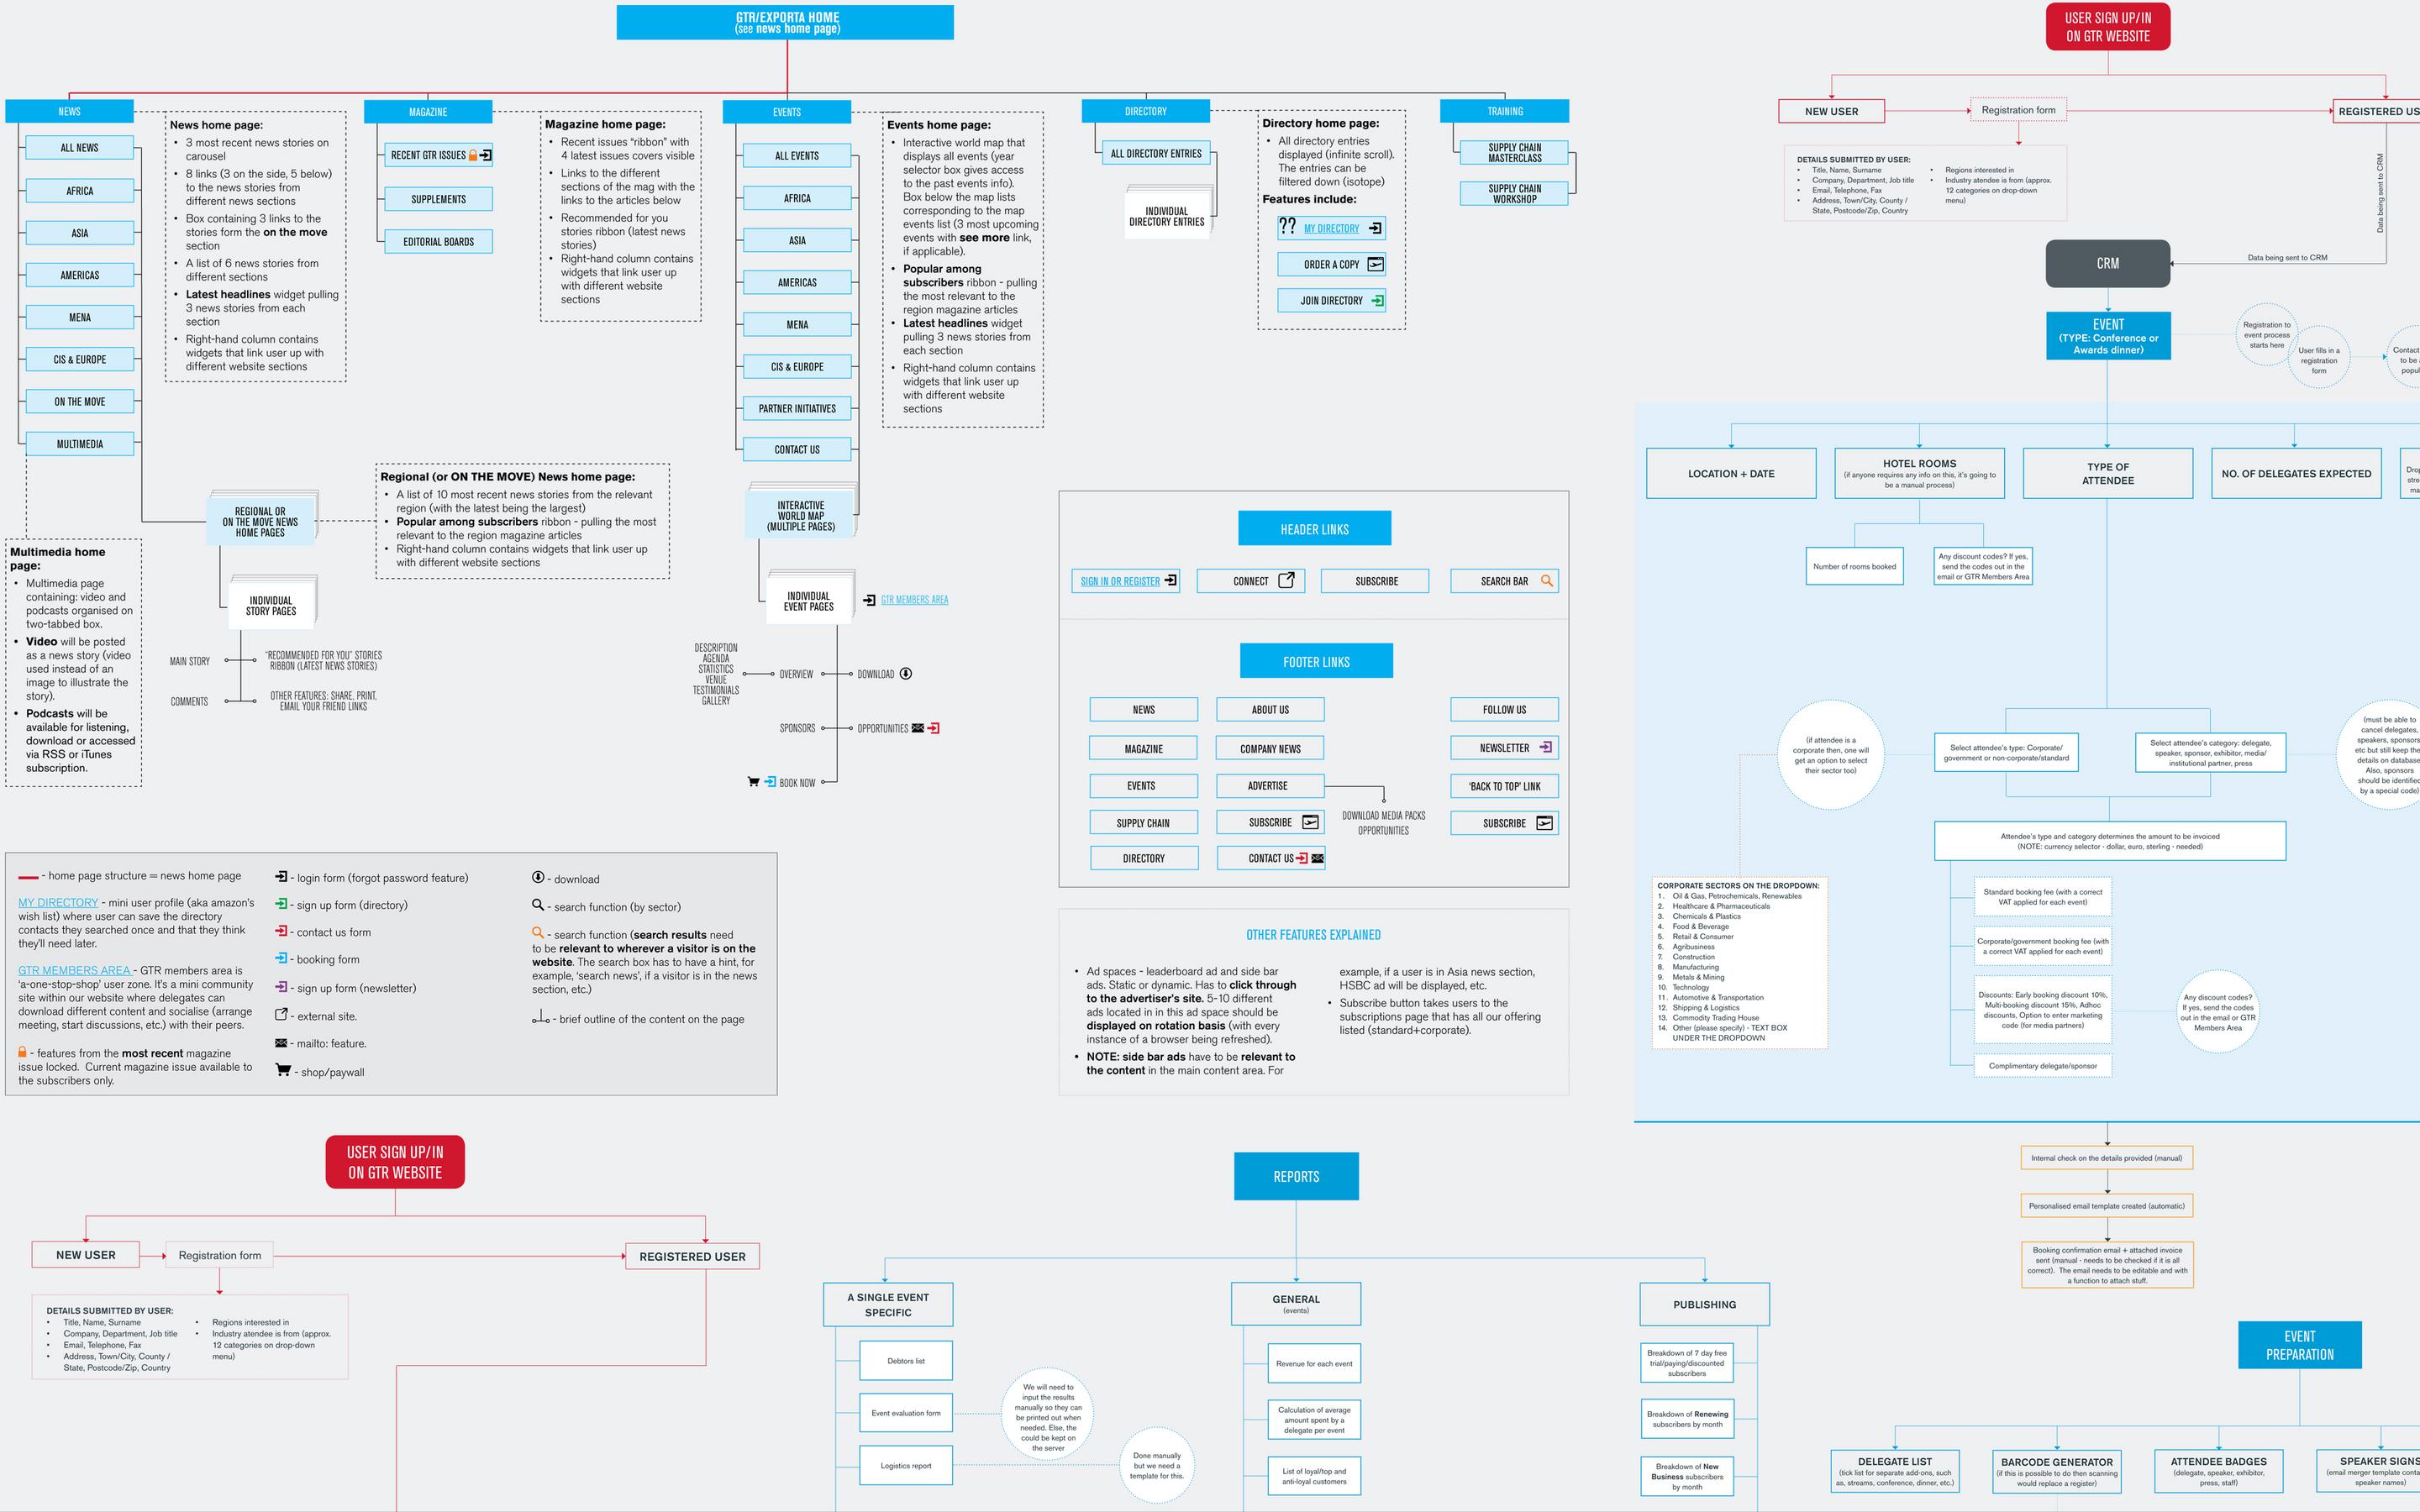 GTR/EXPORTA HOME
(see news home page)
NEWS
ALL NEWS
AFRICA
ASIA
AMERICAS
MENA
CIS & EUROPE
ON THE MOVE
MULTIMEDIA
News home page:
• 3 most recent news stories on
carousel
• 8 links (3 on the side, 5 below)
to the news stories from
different news sections
• Box containing 3 links to the
stories form the on the move
section
• A list of 6 news stories from
different sections
• Latest headlines widget pulling
3 news stories from each
section
• Right-hand column contains
widgets that link user up with
different website sections
MAGAZINE
RECENT GTR ISSUES
SUPPLEMENTS
EDITORIAL BOARDS
Magazine home page:
• Recent issues “ribbon” with
4 latest issues covers visible
• Links to the different
sections of the mag with the
links to the articles below
• Recommended for you
stories ribbon (latest news
stories)
• Right-hand column contains
widgets that link user up
with different website
sections
EVENTS
ALL EVENTS
AFRICA
ASIA
AMERICAS
MENA
CIS & EUROPE
PARTNER INITIATIVES
CONTACT US
Events home page:
• Interactive world map that
displays all events (year
selector box gives access
to the past events info).
Box below the map lists
corresponding to the map
events list (3 most upcoming
events with see more link,
if applicable).
• Popular among
subscribers ribbon - pulling
the most relevant to the
region magazine articles
• Latest headlines widget
pulling 3 news stories from
each section
• Right-hand column contains
widgets that link user up
with different website
sections
DIRECTORY
ALL DIRECTORY ENTRIES
INDIVIDUAL
DIRECTORY ENTRIES
Directory home page:
• All directory entries
displayed (infinite scroll).
The entries can be
filtered down (isotope)
Features include:
?? MY DIRECTORY
ORDER A COPY
JOIN DIRECTORY
TRAINING
SUPPLY CHAIN
MASTERCLASS
SUPPLY CHAIN
WORKSHOP
Multimedia home
page:
• Multimedia page
containing: video and
podcasts organised on
two-tabbed box.
• Video will be posted
as a news story (video
used instead of an
image to illustrate the
story).
• Podcasts will be
available for listening,
download or accessed
via RSS or iTunes
subscription.
REGIONAL OR
ON THE MOVE NEWS
HOME PAGES
INDIVIDUAL
STORY PAGES
MAIN STORY
“RECOMMENDED FOR YOU” STORIES
RIBBON (LATEST NEWS STORIES)
COMMENTS
OTHER FEATURES: SHARE, PRINT,
EMAIL YOUR FRIEND LINKS
Regional (or ON THE MOVE) News home page:
• A list of 10 most recent news stories from the relevant
region (with the latest being the largest)
• Popular among subscribers ribbon - pulling the most
relevant to the region magazine articles
• Right-hand column contains widgets that link user up
with different website sections
INTERACTIVE
WORLD MAP
(MULTIPLE PAGES)
INDIVIDUAL
EVENT PAGES
GTR MEMBERS AREA
DESCRIPTION
AGENDA
STATISTICS
VENUE
TESTIMONIALS
GALLERY
OVERVIEW
DOWNLOAD
SPONSORS
OPPORTUNITIES
BOOK NOW
HEADER LINKS
SIGN IN OR REGISTER
CONNECT
SUBSCRIBE
SEARCH BAR
FOOTER LINKS
NEWS
ABOUT US
FOLLOW US
MAGAZINE
COMPANY NEWS
NEWSLETTER
EVENTS
ADVERTISE
‘BACK TO TOP’ LINK
SUPPLY CHAIN
SUBSCRIBE
DOWNLOAD MEDIA PACKS
OPPORTUNITIES
SUBSCRIBE
DIRECTORY
CONTACT US
- home page structure = news home page
MY DIRECTORY - mini user profile (aka amazon’s
wish list) where user can save the directory
contacts they searched once and that they think
they’ll need later.
GTR MEMBERS AREA - GTR members area is
‘a-one-stop-shop’ user zone. It’s a mini community
site within our website where delegates can
download different content and socialise (arrange
meeting, start discussions, etc.) with their peers.
- features from the most recent magazine
issue locked. Current magazine issue available to
the subscribers only.
- login form (forgot password feature)
- sign up form (directory)
- contact us form
- booking form
- sign up form (newsletter)
- external site.
- mailto: feature.
- shop/paywall
- download
- search function (by sector)
- search function (search results need
to be relevant to wherever a visitor is on the
website. The search box has to have a hint, for
example, ‘search news’, if a visitor is in the news
section, etc.)
- brief outline of the content on the page
OTHER FEATURES EXPLAINED
• Ad spaces - leaderboard ad and side bar
ads. Static or dynamic. Has to click through
to the advertiser’s site. 5-10 different
ads located in in this ad space should be
displayed on rotation basis (with every
instance of a browser being refreshed).
• NOTE: side bar ads have to be relevant to
the content in the main content area. For
example, if a user is in Asia news section,
HSBC ad will be displayed, etc.
• Subscribe button takes users to the
subscriptions page that has all our offering
listed (standard+corporate).
USER SIGN UP/IN
ON GTR WEBSITE
NEW USER
Registration form
REGISTERED US
DETAILS SUBMITTED BY USER:
• Title, Name, Surname
• Company, Department, Job title
• Email, Telephone, Fax
• Address, Town/City, County /
State, Postcode/Zip, Country
• Regions interested in
• Industry atendee is from (approx.
12 categories on drop-down
menu)
Data being sent to CRM
CRM
Data being sent to CRM
EVENT
(TYPE: Conference or
Awards dinner)
Registration to
event process
starts here
User fills in a
registration
form
Contact
to be
popul
LOCATION + DATE
HOTEL ROOMS
(if anyone requires any info on this, it’s going to
be a manual process)
TYPE OF
ATTENDEE
NO. OF DELEGATES EXPECTED
Drop
stre
ma
Number of rooms booked
Any discount codes? If yes,
send the codes out in the
email or GTR Members Area
(if attendee is a
corporate then, one will
get an option to select
their sector too)
Select attendee’s type: Corporate/
government or non-corporate/standard
Select attendee’s category: delegate,
speaker, sponsor, exhibitor, media/
institutional partner, press
(must be able to
cancel delegates,
speakers, sponsors
etc but still keep the
details on database
Also, sponsors
should be identified
by a special code)
Attendee’s type and category determines the amount to be invoiced
(NOTE: currency selector - dollar, euro, sterling - needed)
CORPORATE SECTORS ON THE DROPDOWN:
1. Oil & Gas, Petrochemicals, Renewables
2. Healthcare & Pharmaceuticals
3. Chemicals & Plastics
4. Food & Beverage
5. Retail & Consumer
6. Agribusiness
7. Construction
8. Manufacturing
9. Metals & Mining
10. Technology
11. Automotive & Transportation
12. Shipping & Logistics
13. Commodity Trading House
14. Other (please specify) - TEXT BOX
UNDER THE DROPDOWN
Standard booking fee (with a correct
VAT applied for each event)
Corporate/government booking fee (with
a correct VAT applied for each event)
Discounts: Early booking discount 10%,
Multi-booking discount 15%, Adhoc
discounts, Option to enter marketing
code (for media partners)
Any discount codes?
If yes, send the codes
out in the email or GTR
Members Area
Complimentary delegate/sponsor
Internal check on the details provided (manual)
Personalised email template created (automatic)
Booking confirmation email + attached invoice
sent (manual - needs to be checked if it is all
correct). The email needs to be editable and with
a function to attach stuff.
USER SIGN UP/IN
ON GTR WEBSITE
NEW USER
Registration form
REGISTERED USER
DETAILS SUBMITTED BY USER:
• Title, Name, Surname
• Company, Department, Job title
• Email, Telephone, Fax
• Address, Town/City, County /
State, Postcode/Zip, Country
• Regions interested in
• Industry atendee is from (approx.
12 categories on drop-down
menu)
REPORTS
A SINGLE EVENT
SPECIFIC
Debtors list
Event evaluation form
Logistics report
We will need to
input the results
manually so they can
be printed out when
needed. Else, the
could be kept on
the server
Done manually
but we need a
template for this.
GENERAL
(events)
Revenue for each event
Calculation of average
amount spent by a
delegate per event
List of loyal/top and
anti-loyal customers
PUBLISHING
Breakdown of 7 day free
trial/paying/discounted
subscribers
Breakdown of Renewing
subscribers by month
Breakdown of New
Business subscribers
by month
EVENT
PREPARATION
DELEGATE LIST
(tick list for separate add-ons, such
as, streams, conference, dinner, etc.)
BARCODE GENERATOR
(if this is possible to do then scanning
would replace a register)
ATTENDEE BADGES
(delegate, speaker, exhibitor,
press, staff)
SPEAKER SIGNS
(email merger template conta
speaker names)